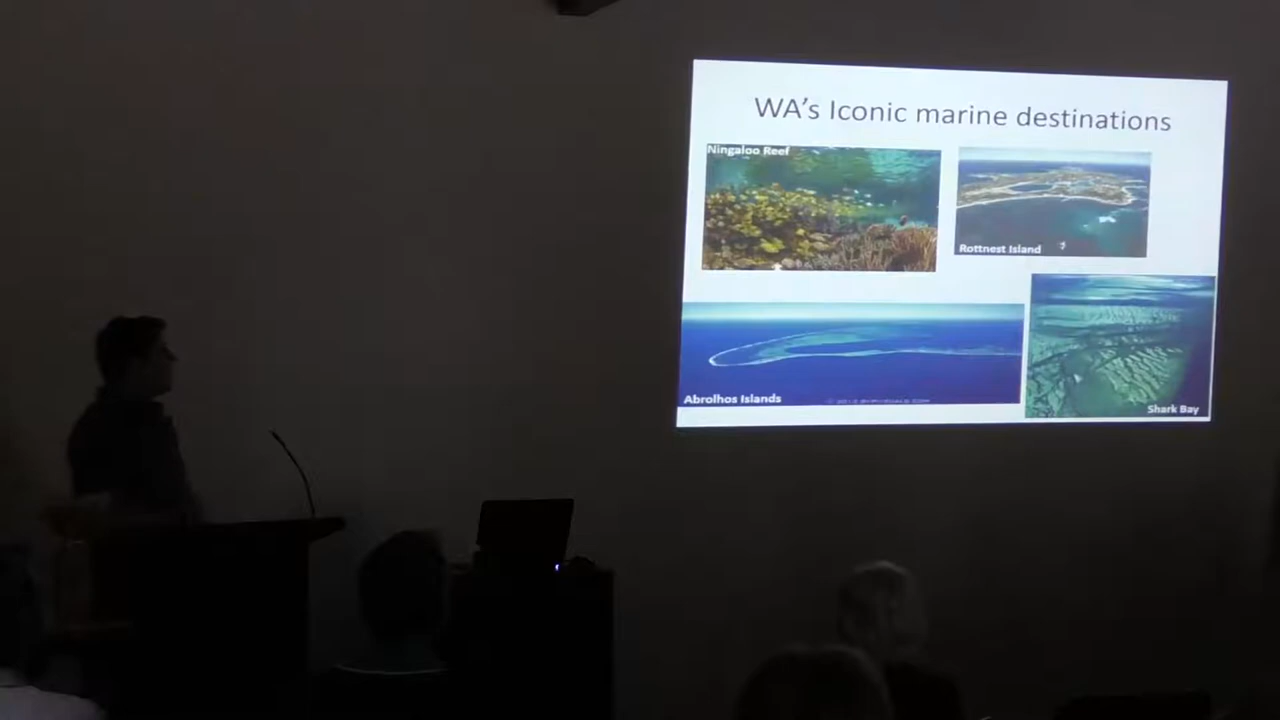 WA's Iconic marine destinations
Ningaloo Reef
Rottnest Island
Abrolhos Islands
Shark Bay